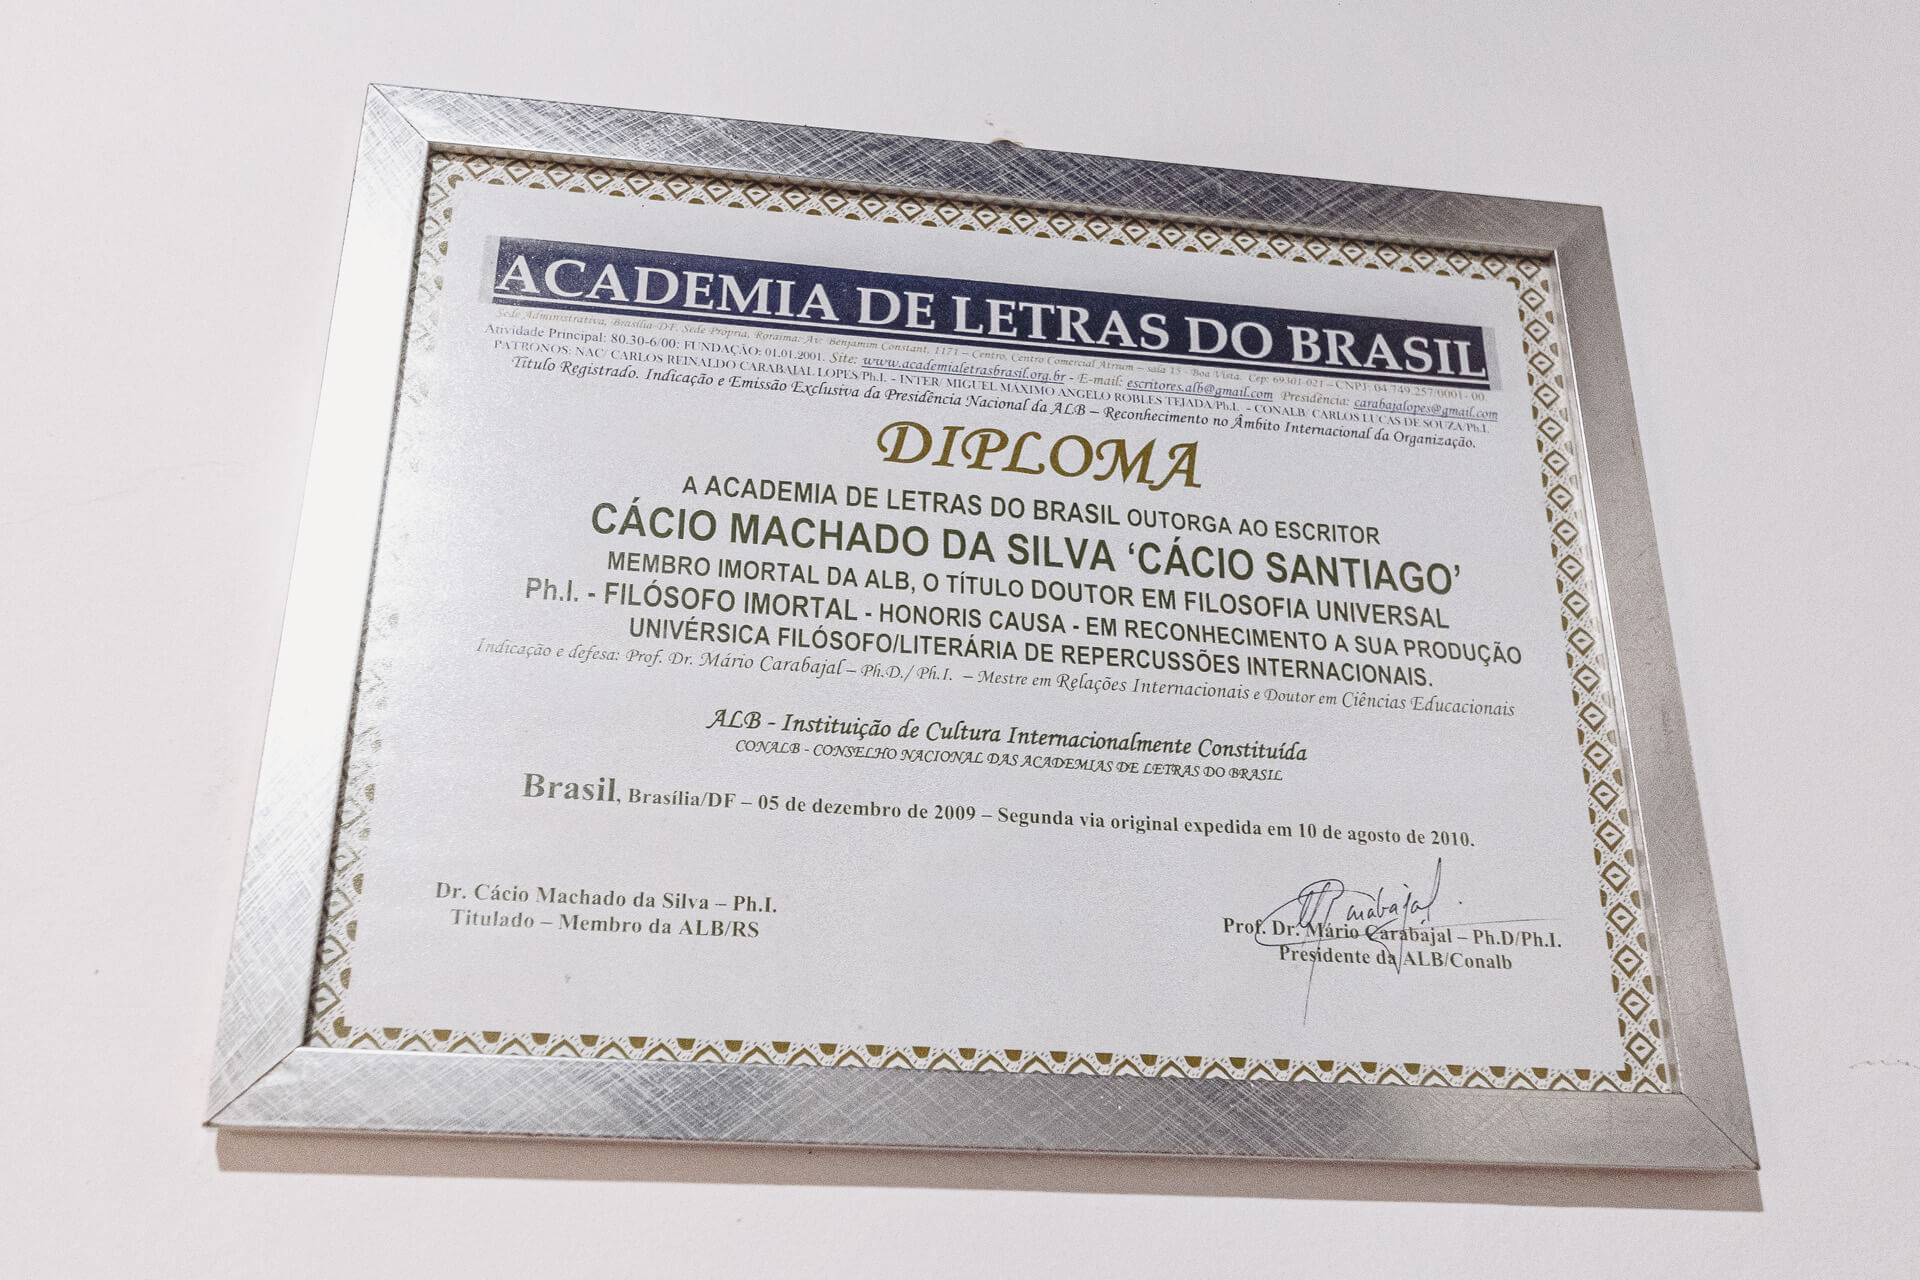 ACADEMIA DE LETRAS DO BRASIL
Sede Administrativa, Brasília-DF. Sede Própria, Roraima: Av: Benjamim Constant, 1171 – Centro, Centro Comercial Atrium – sala 15 - Boa Vista. Cep: 69301-021 – CNPJ: 04.749.257/0001-00.
Atividade Principal: 80.30-6/00: FUNDAÇÃO: 01.01.2001. Site: www.academialetrasbrasil.org.br - E-mail: escritores.alb@gmail.com Presidência: carabajalopes@gmail.com
PATRONOS: NAC/ CARLOS REINALDO CARABAJAL LOPES/Ph.I. - INTER/ MIGUEL MÁXIMO ANGELO ROBLES TEJADA/Ph.I. - CONALB/ CARLOS LUCAS DE SOUZA/Ph.I.
Título Registrado. Indicação e Emissão Exclusiva da Presidência Nacional da ALB – Reconhecimento no Âmbito Internacional da Organização.
DIPLOMA
A ACADEMIA DE LETRAS DO BRASIL OUTORGA AO ESCRITOR
CÁCIO MACHADO DA SILVA ‘CÁCIO SANTIAGO’
MEMBRO IMORTAL DA ALB, O TÍTULO DOUTOR EM FILOSOFIA UNIVERSAL
Ph.I. - FILÓSOFO IMORTAL - HONORIS CAUSA - EM RECONHECIMENTO A SUA PRODUÇÃO
UNIVÉRSICA FILÓSOFO/LITERÁRIA DE REPERCUSSÕES INTERNACIONAIS.
Indicação e defesa: Prof. Dr. Mário Carabajal – Ph.D./ Ph.I. – Mestre em Relações Internacionais e Doutor em Ciências Educacionais
ALB - Instituição de Cultura Internacionalmente Constituída
CONALB - CONSELHO NACIONAL DAS ACADEMIAS DE LETRAS DO BRASIL
Brasil, Brasília/DF – 05 de dezembro de 2009 – Segunda via original expedida em 10 de agosto de 2010.
Dr. Cácio Machado da Silva – Ph.I.
Titulado – Membro da ALB/RS
Carabajal
Prof. Dr. Mário Carabajal – Ph.D/Ph.I.
Presidente da ALB/Conalb